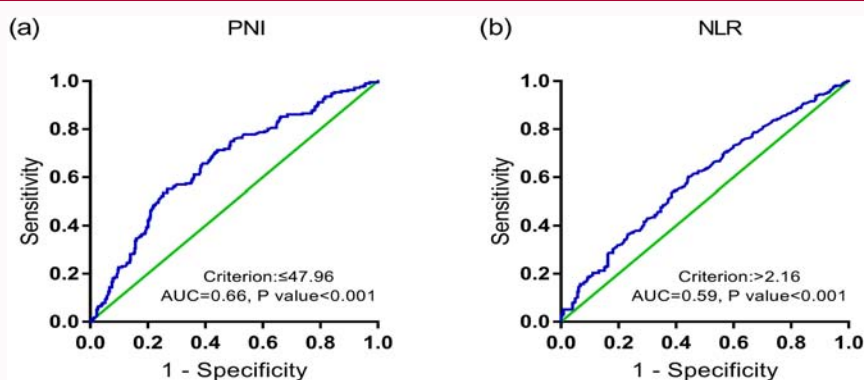 (a) PNI
1.0
0.8
0.6
0.4
0.2
0.0
Sensitivity
Criterion:≤47.96
AUC=0.66, P value<0.001
0.0 0.2 0.4 0.6 0.8 1.0
1 - Specificity
(b) NLR
1.0
0.8
0.6
0.4
0.2
0.0
Sensitivity
Criterion:>2.16
AUC=0.59, P value<0.001
0.0 0.2 0.4 0.6 0.8 1.0
1 - Specificity